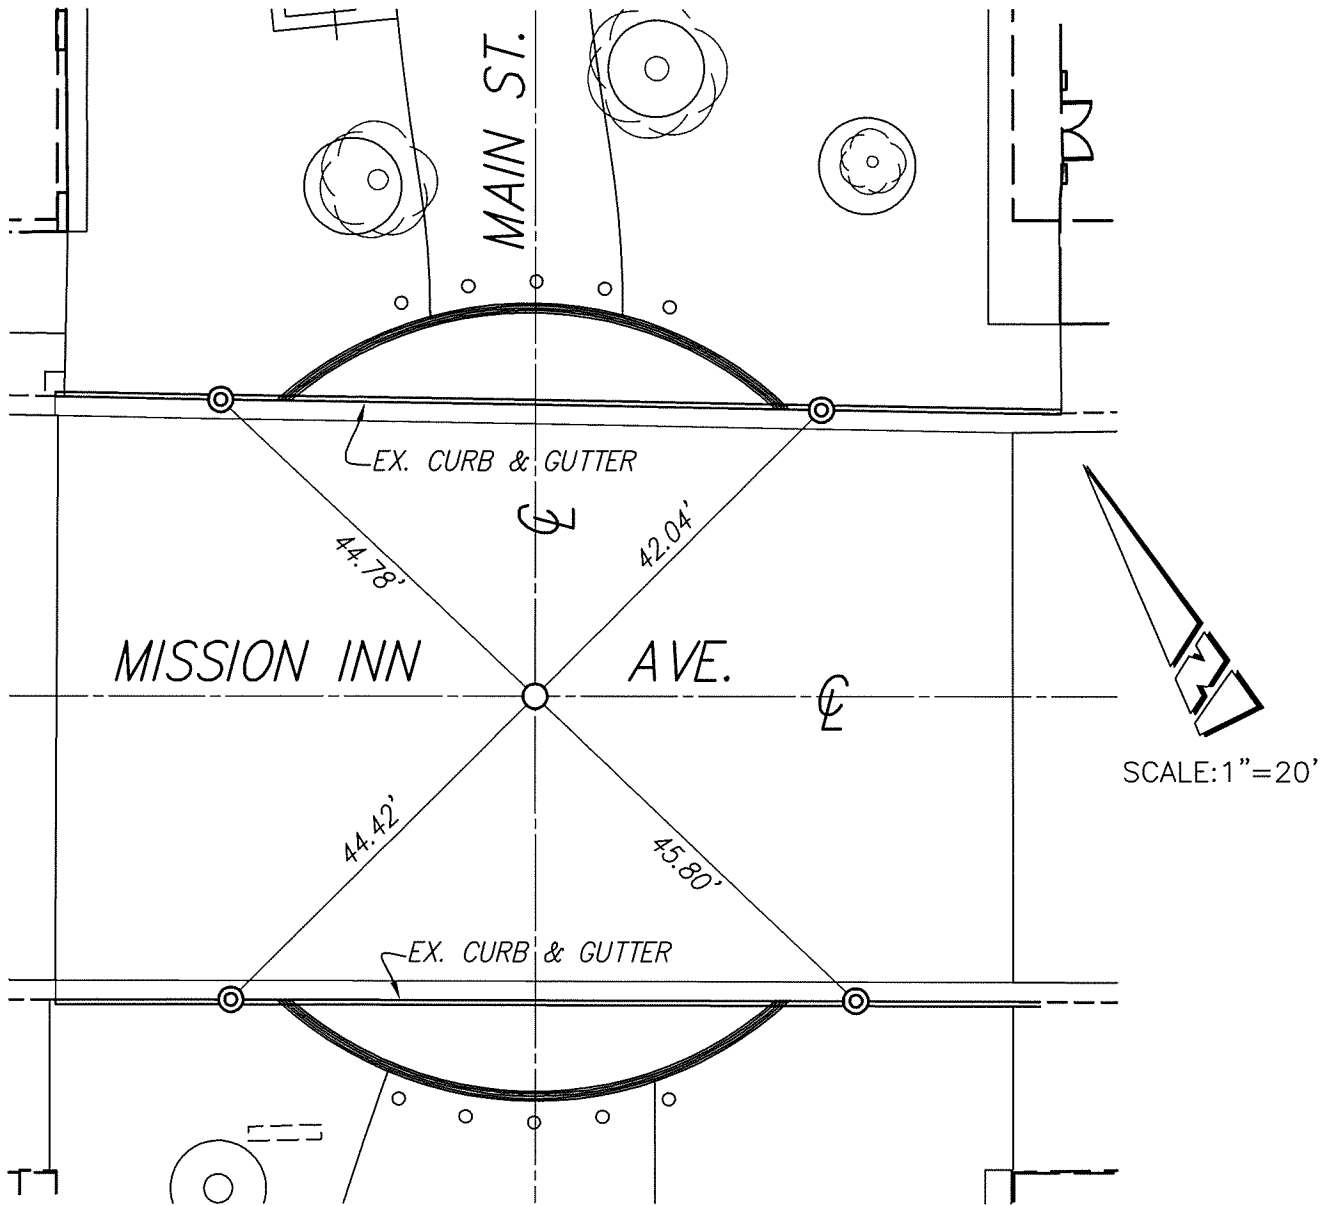 MAIN ST.
EX. CURB & GUTTER
℄
44.78'
42.04'
MISSION INN AVE.
℄
SCALE:1"=20'
44.42'
45.80'
EX. CURB & GUTTER